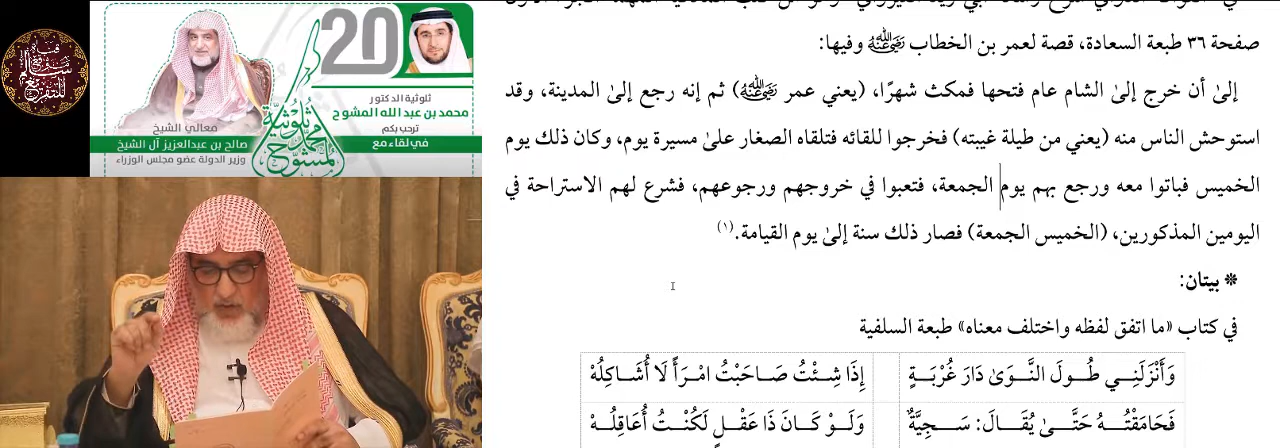 قناة
سالم
للتفريغ
20
ثلوثية الدكتور
محمد بن عبد الله المشوح
ترحب بكم
في لقاء مع
ثلوثية
محمد
المشوح
معالي الشيخ
صالح بن عبدالعزيز آل الشيخ
وزير الدولة عضو مجلس الوزراء
صفحة ٣٦ طبعة السعادة، قصة لعمر بن الخطاب رضي الله عنه وفيها:
إلىٰ أن خرج إلىٰ الشام عام فتحها فمكث شهرًا، (يعني عمر رضي الله عنه) ثم إنه رجع إلىٰ المدينة، وقد
استوحش الناس منه (يعني من طيلة غيبته) فخرجوا للقائه فتلقاه الصغار علىٰ مسيرة يوم، وكان ذلك يوم
الخميس فباتوا معه ورجع بهم يوم الجمعة، فتعبوا في خروجهم ورجوعهم، فشرع لهم الاستراحة في
اليومين المذكورين، (الخميس الجمعة) فصار ذلك سنة إلىٰ يوم القيامة.(١)
* بيتان:
في كتاب «ما اتفق لفظه واختلف معناه» طبعة السلفية
وَأَنْزَلَنِي طُولَ النَّوَىٰ دَارَ غُرْبَةٍ إِذَا شِئْتُ صَاحَبْتُ امْرَأً لَا أُشَاكِلُهْ
فَحَامَقْتُهُ حَتَّىٰ يُقَالَ: سَجِيَّةٌ وَلَوْ كَانَ ذَا عَقْلٍ لَكُنْتُ أُعَاقِلُهْ